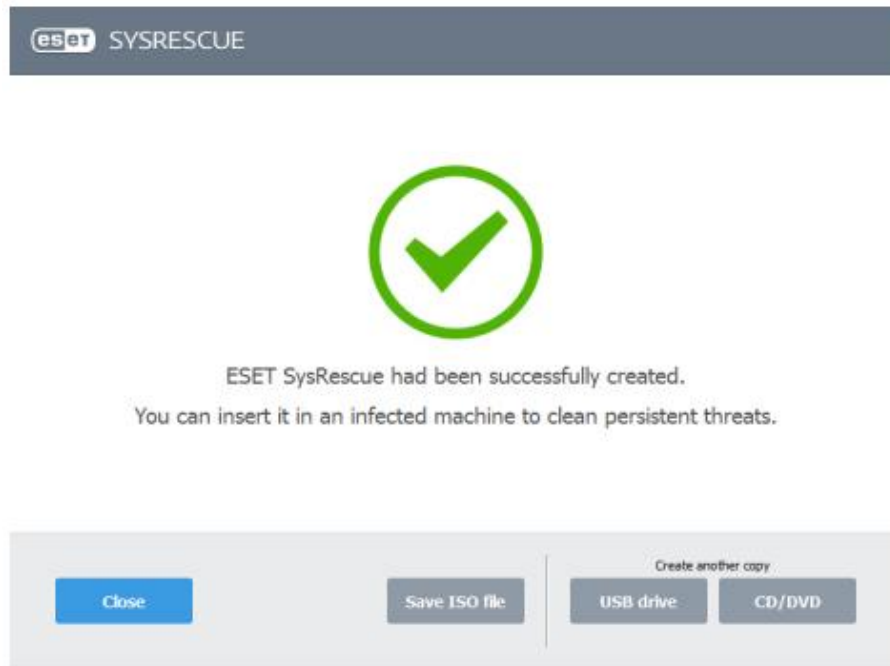 eset SYSRESCUE
ESET SysRescue had been successfully created.
You can insert it in an infected machine to clean persistent threats.
Create another copy
Close
Save ISO file
USB drive
CD/DVD